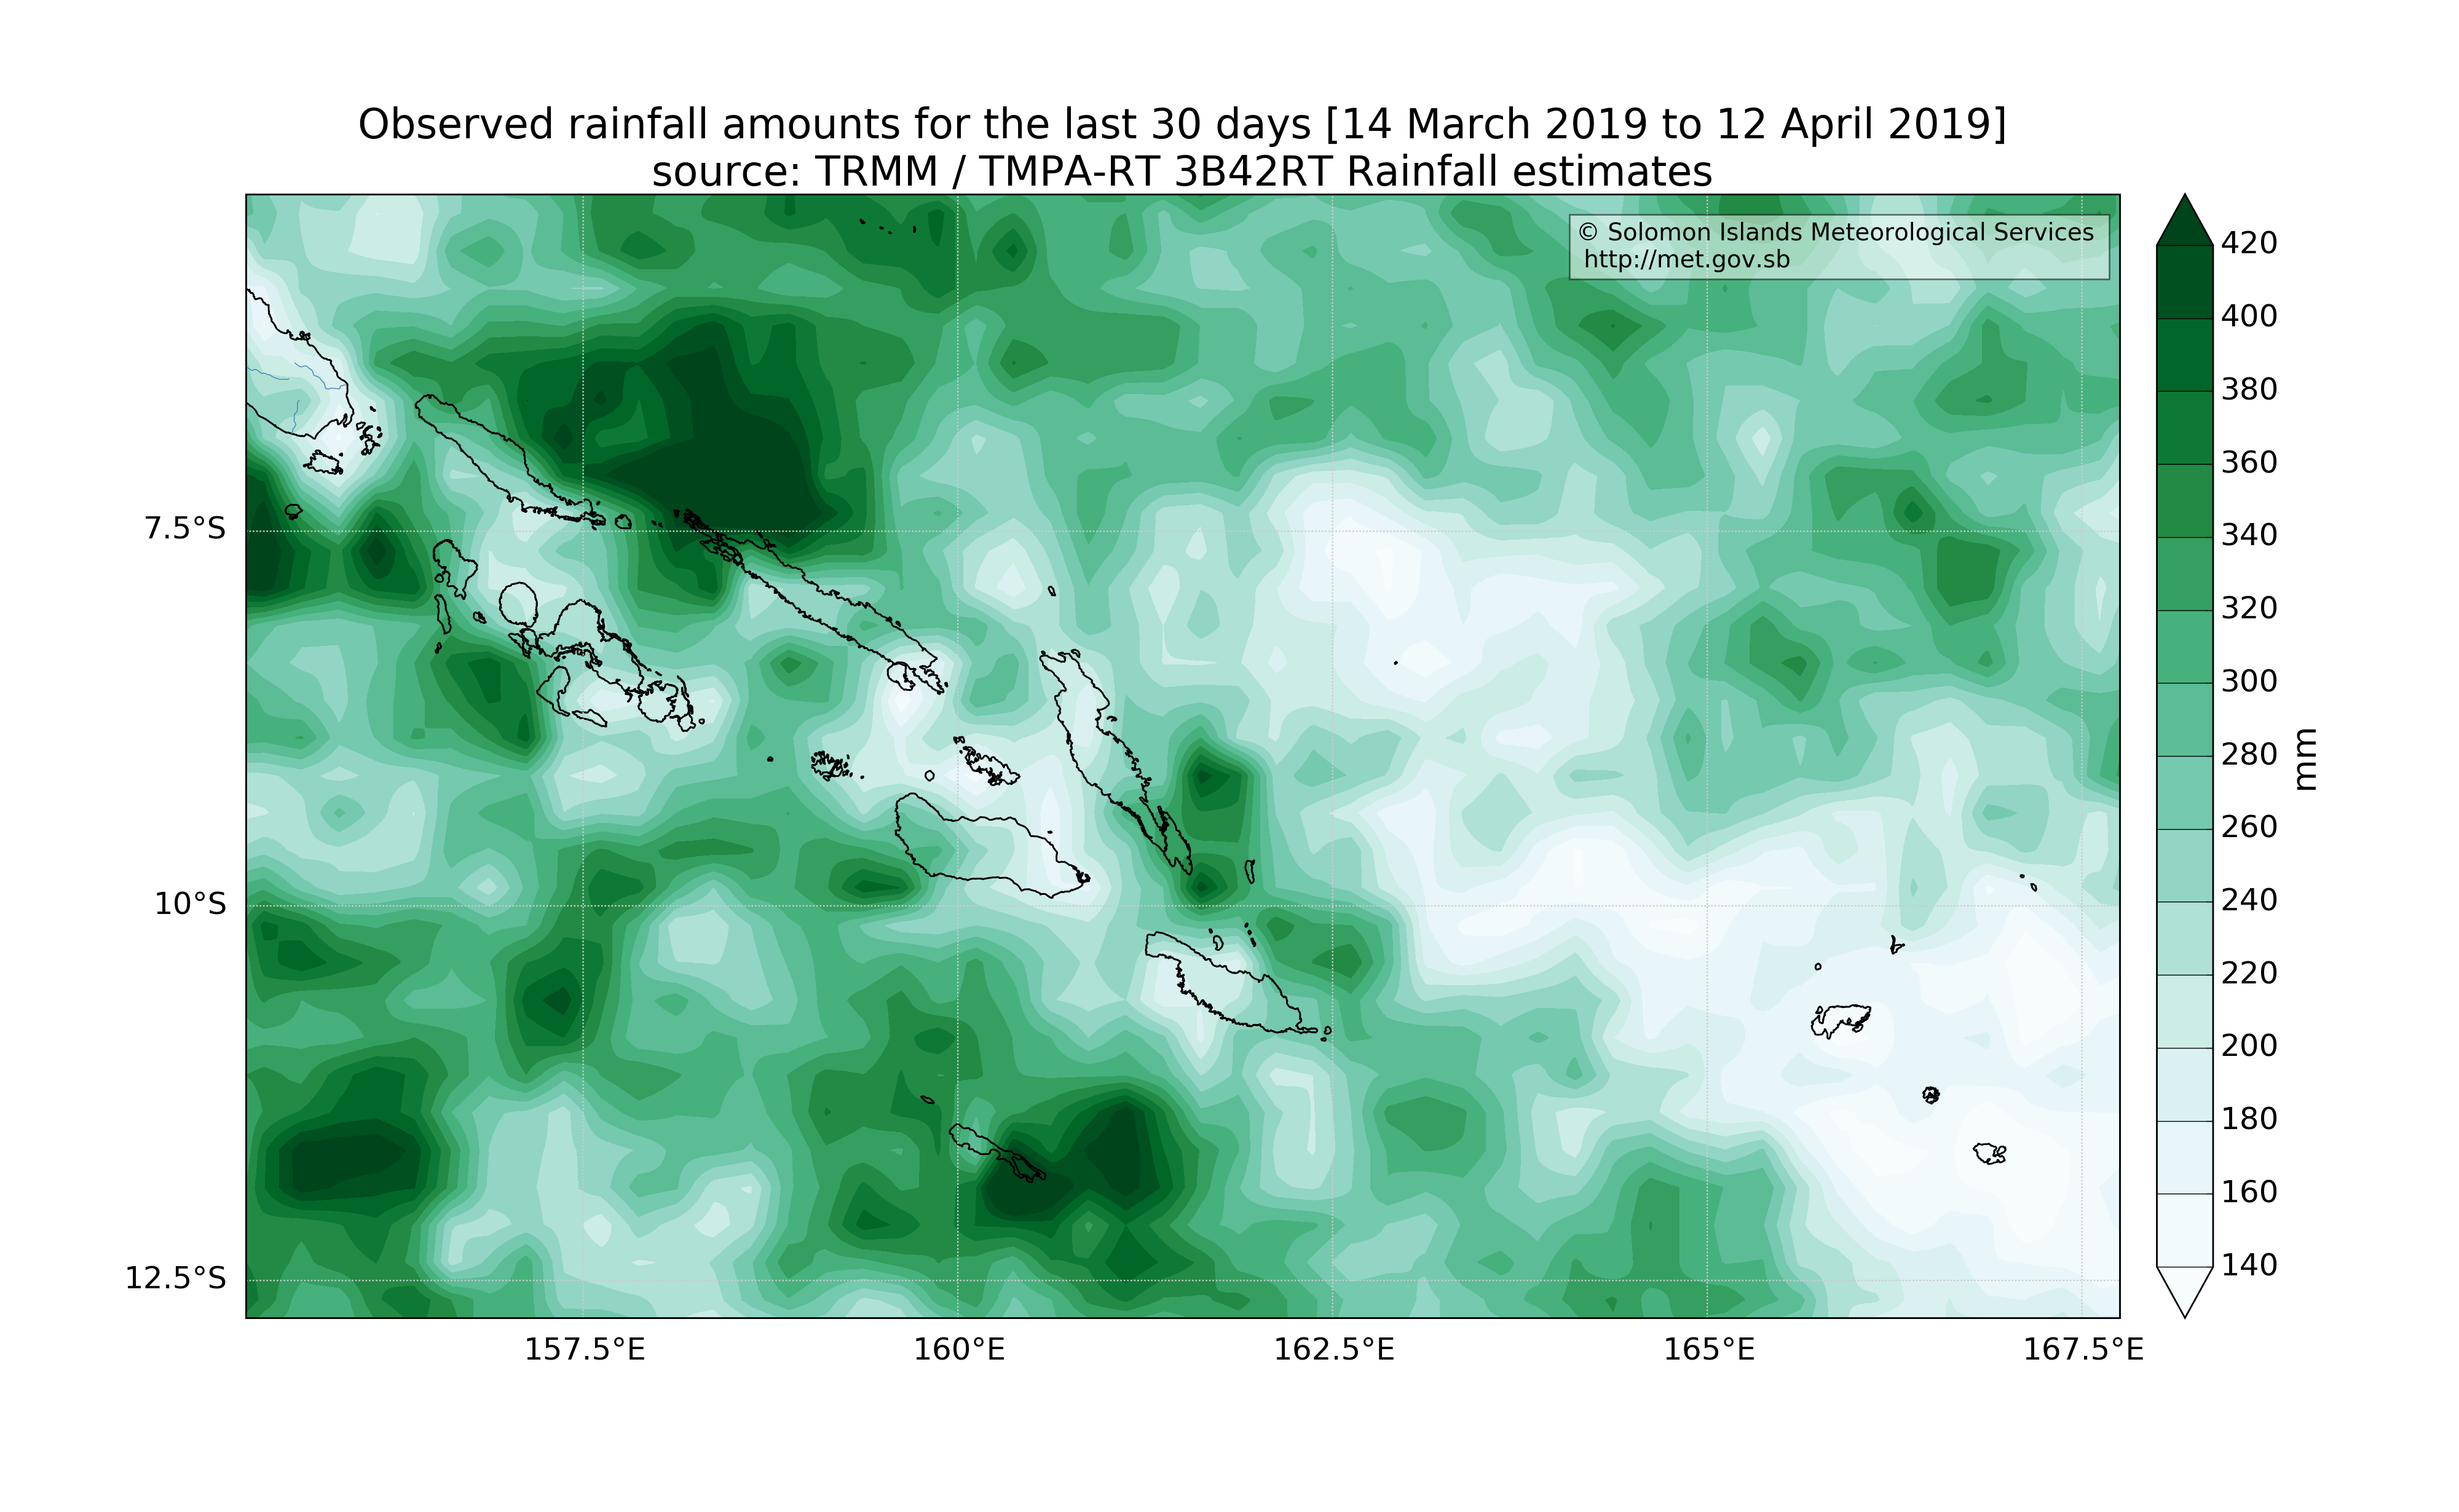 Observed rainfall amounts for the last 30 days [14 March 2019 to 12 April 2019]
source: TRMM / TMPA-RT 3B42RT Rainfall estimates
© Solomon Islands Meteorological Services
http://met.gov.sb
420
400
380
360
340
320
300
280
260
240
220
200
180
160
140
mm
7.5°S
10°S
12.5°S
157.5°E
160°E
162.5°E
165°E
167.5°E